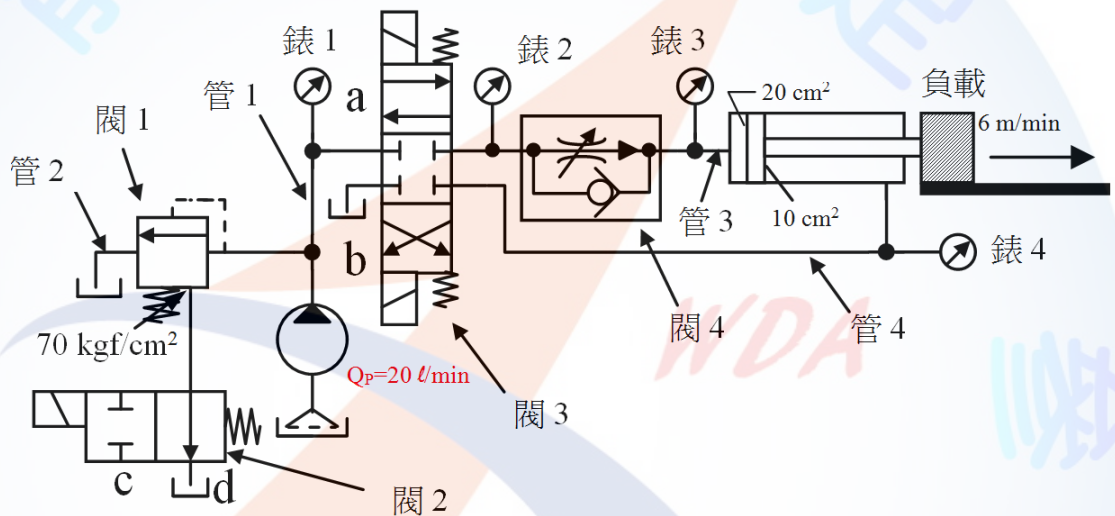 錶 1
錶 2
錶 3
管 1
a
20 cm²
負載
6 m/min
閥 1
管 2
管 3
10 cm²
b
錶 4
70 kgf/cm²
閥 4
管 4
WDA
Qₚ=20 ℓ/min
閥 3
c
d
閥 2